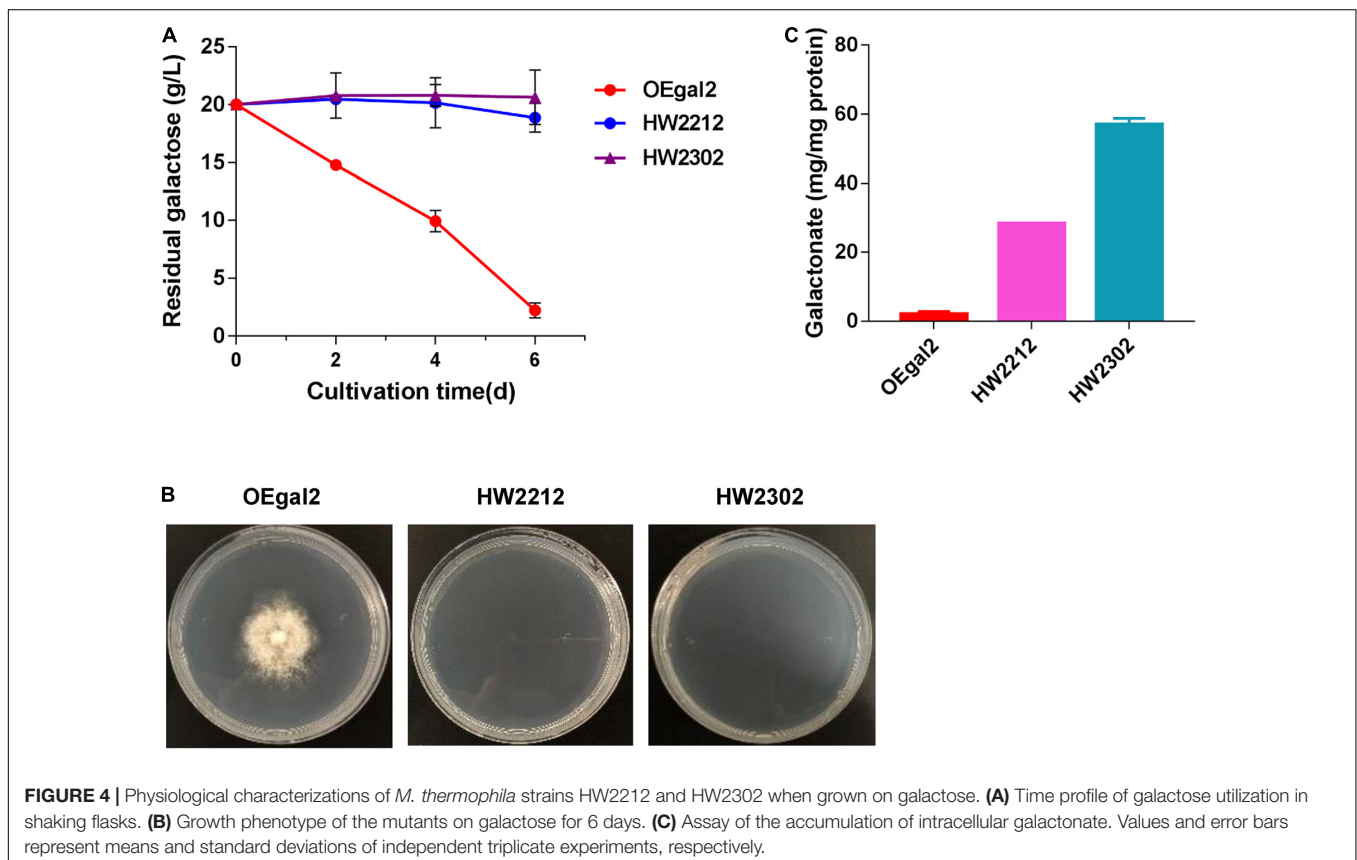 A
25
20
15
10
5
0
Residual galactose (g/L)
0 2 4 6
Cultivation time(d)
OEgal2
HW2212
HW2302
C
80
60
40
20
0
Galactonate (mg/mg protein)
OEgal2
HW2212
HW2302
B
OEgal2 HW2212 HW2302
FIGURE 4 | Physiological characterizations of M. thermophila strains HW2212 and HW2302 when grown on galactose. (A) Time profile of galactose utilization in
shaking flasks. (B) Growth phenotype of the mutants on galactose for 6 days. (C) Assay of the accumulation of intracellular galactonate. Values and error bars
represent means and standard deviations of independent triplicate experiments, respectively.